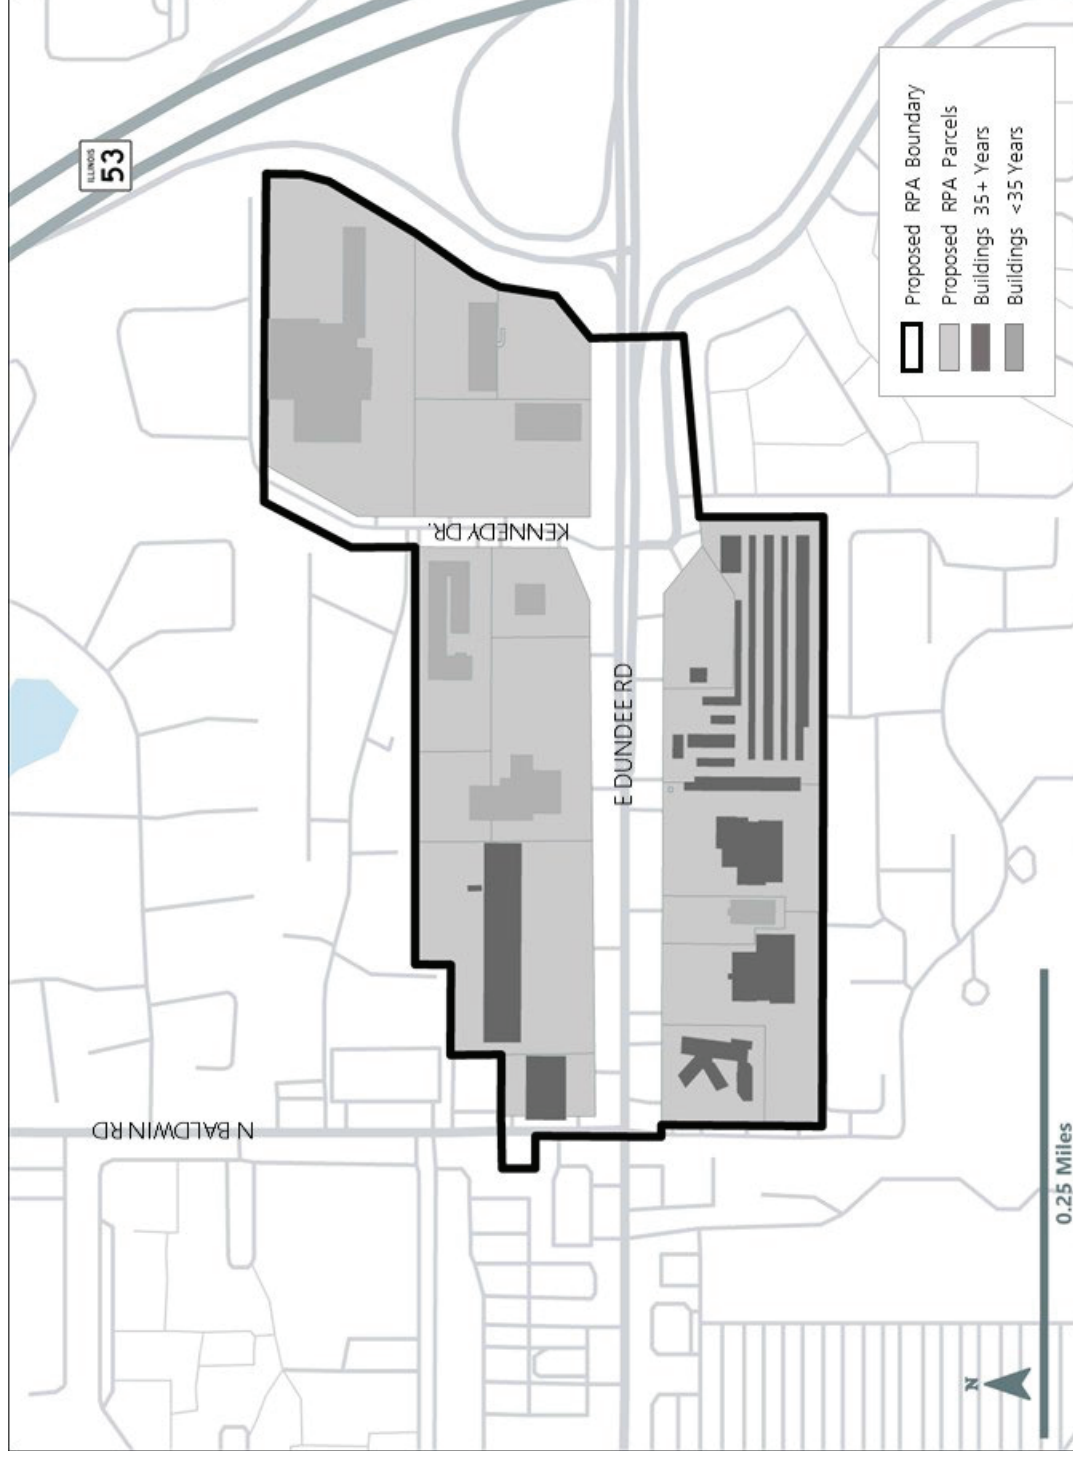 ILLINOIS
53
KENNEDY DR.
E DUNDEE RD
N BALDWIN RD
Proposed RPA Boundary
Proposed RPA Parcels
Buildings 35+ Years
Buildings <35 Years
N
0.25 Miles